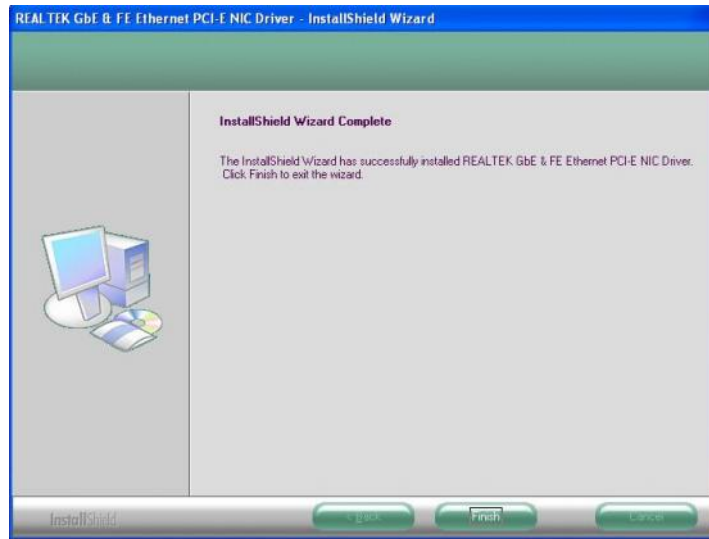 REALTEK GbE & FE Ethernet PCI-E NIC Driver - InstallShield Wizard
InstallShield Wizard Complete
The InstallShield Wizard has successfully installed REALTEK GbE & FE Ethernet PCI-E NIC Driver.
Click Finish to exit the wizard.
InstallShield
< Back
Finish
Cancel